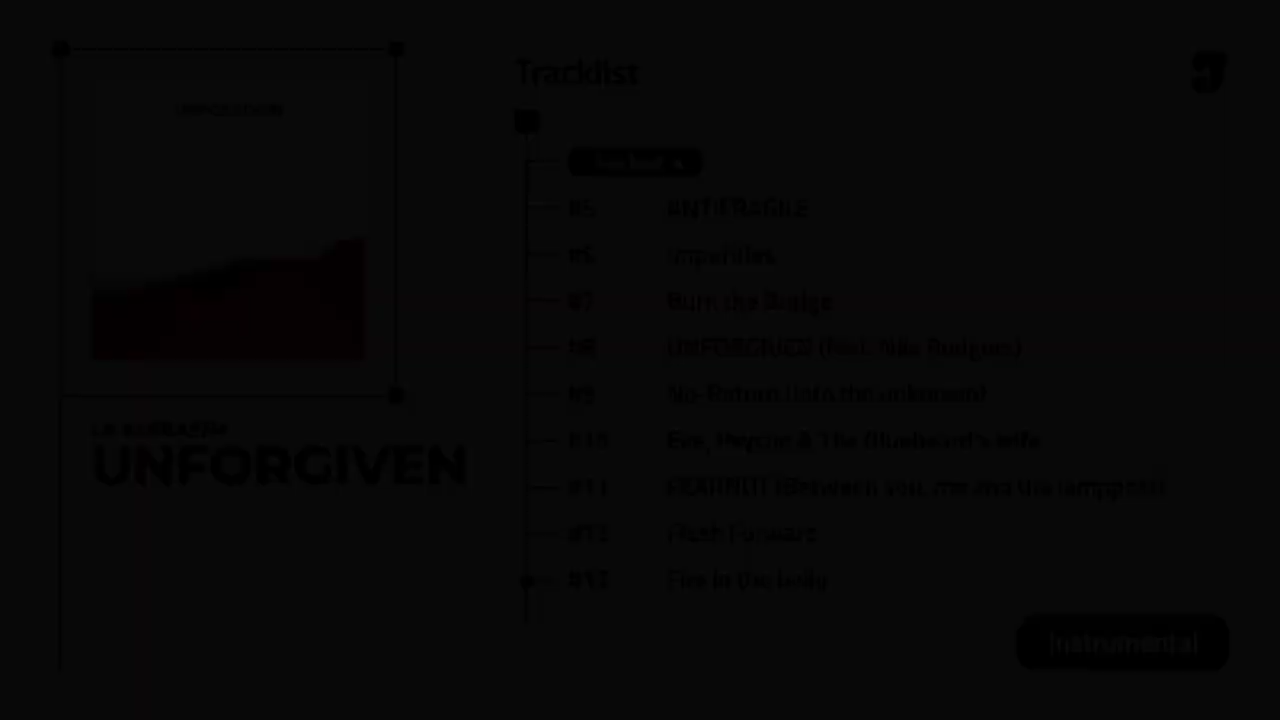 UNFORGIVEN
LE SSERAFIM
UNFORGIVEN
Tracklist
#5 ANTIFRAGILE
#6 Impurities
#7 Burn the Bridge
#8 UNFORGIVEN (feat. Nile Rodgers)
#9 No-Return (Into the unknown)
#10 Eve, Psyche & The Bluebeard's wife
#11 FEARNOT (Between you, me and the lamppost)
#12 Flash Forward
#13 Fire in the belly
Instrumental